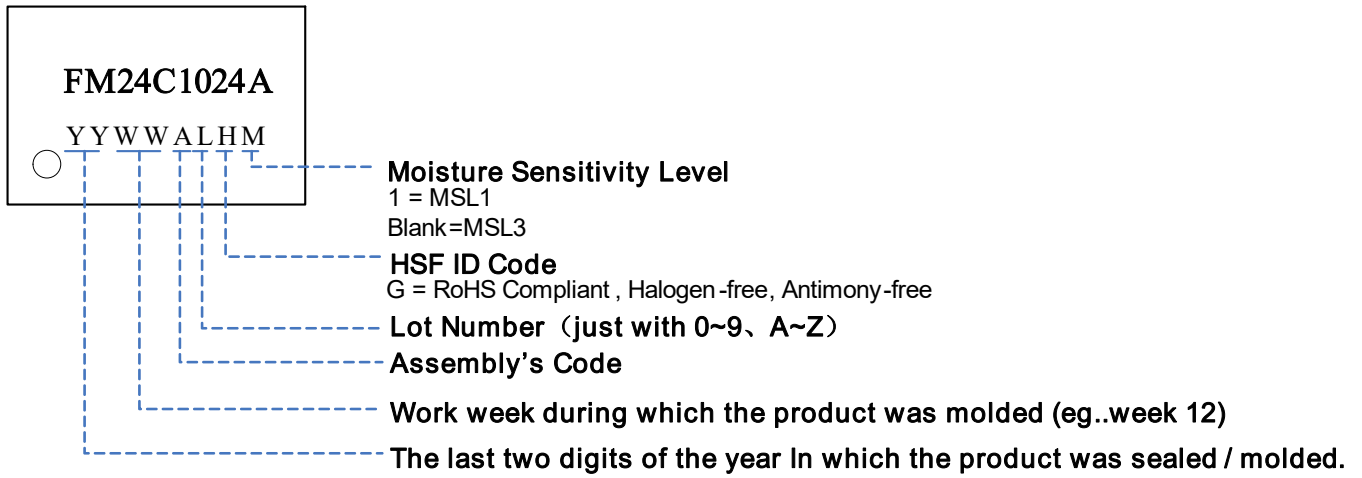 FM24C1024A
YYWWALHM
Moisture Sensitivity Level
1 = MSL1
Blank=MSL3
HSF ID Code
G = RoHS Compliant , Halogen-free, Antimony-free
Lot Number（just with 0~9、A~Z）
Assembly’s Code
Work week during which the product was molded (eg..week 12)
The last two digits of the year In which the product was sealed / molded.